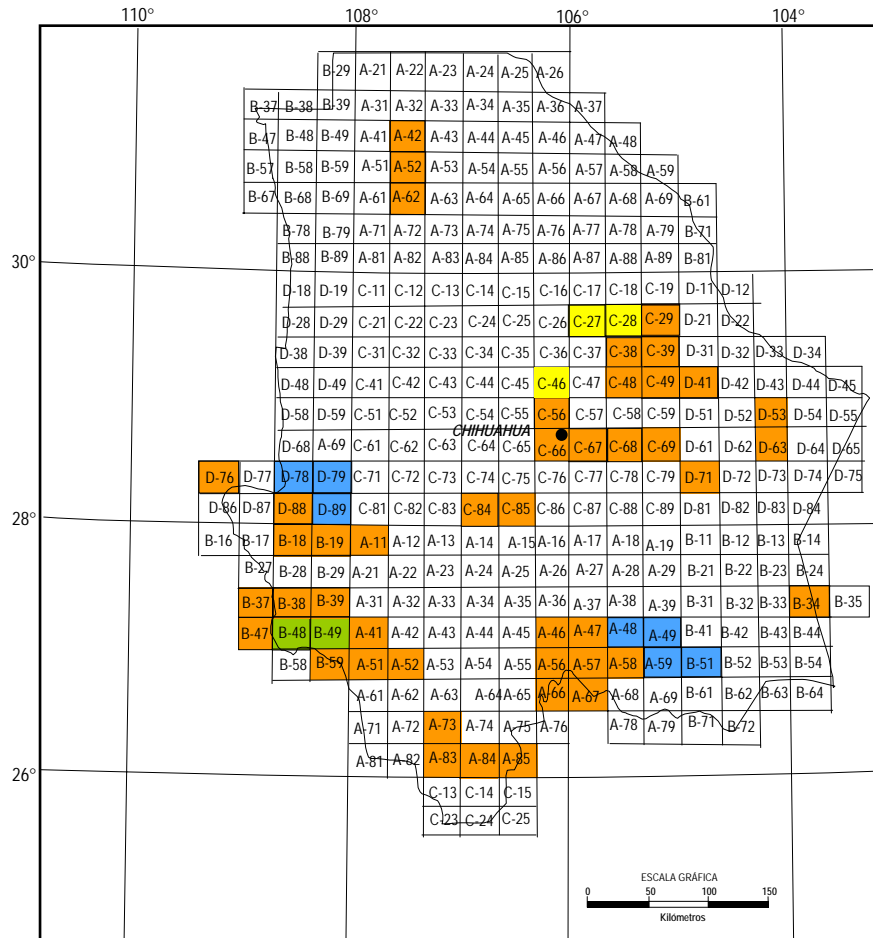 110° 108° 106° 104°
B-29 A-21 A-22 A-23 A-24 A-25 A-26
B-37 B-38 B-39 A-31 A-32 A-33 A-34 A-35 A-36 A-37
B-47 B-48 B-49 A-41 A-42 A-43 A-44 A-45 A-46 A-47 A-48
B-57 B-58 B-59 A-51 A-52 A-53 A-54 A-55 A-56 A-57 A-58 A-59
B-67 B-68 B-69 A-61 A-62 A-63 A-64 A-65 A-66 A-67 A-68 A-69 B-61
B-78 B-79 A-71 A-72 A-73 A-74 A-75 A-76 A-77 A-78 A-79 B-71
30° B-88 B-89 A-81 A-82 A-83 A-84 A-85 A-86 A-87 A-88 A-89 B-81
D-18 D-19 C-11 C-12 C-13 C-14 C-15 C-16 C-17 C-18 C-19 D-11 D-12
D-28 D-29 C-21 C-22 C-23 C-24 C-25 C-26 C-27 C-28 C-29 D-21 D-22
D-38 D-39 C-31 C-32 C-33 C-34 C-35 C-36 C-37 C-38 C-39 D-31 D-32 D-33 D-34
D-48 D-49 C-41 C-42 C-43 C-44 C-45 C-46 C-47 C-48 C-49 D-41 D-42 D-43 D-44 D-45
D-58 D-59 C-51 C-52 C-53 C-54 C-55 C-56 C-57 C-58 C-59 D-51 D-52 D-53 D-54 D-55
CHIHUAHUA
D-68 A-69 C-61 C-62 C-63 C-64 C-65 C-66 C-67 C-68 C-69 D-61 D-62 D-63 D-64 D-65
D-76 D-77 D-78 D-79 C-71 C-72 C-73 C-74 C-75 C-76 C-77 C-78 C-79 D-71 D-72 D-73 D-74 D-75
28° D-86 D-87 D-88 D-89 C-81 C-82 C-83 C-84 C-85 C-86 C-87 C-88 C-89 D-81 D-82 D-83 D-84
B-16 B-17 B-18 B-19 A-11 A-12 A-13 A-14 A-15 A-16 A-17 A-18 A-19 B-11 B-12 B-13 B-14
B-27 B-28 B-29 A-21 A-22 A-23 A-24 A-25 A-26 A-27 A-28 A-29 B-21 B-22 B-23 B-24
B-37 B-38 B-39 A-31 A-32 A-33 A-34 A-35 A-36 A-37 A-38 A-39 B-31 B-32 B-33 B-34 B-35
B-47 B-48 B-49 A-41 A-42 A-43 A-44 A-45 A-46 A-47 A-48 A-49 B-41 B-42 B-43 B-44
B-58 B-59 A-51 A-52 A-53 A-54 A-55 A-56 A-57 A-58 A-59 B-51 B-52 B-53 B-54
A-61 A-62 A-63 A-64 A-65 A-66 A-67 A-68 A-69 B-61 B-62 B-63 B-64
A-71 A-72 A-73 A-74 A-75 A-76 A-78 A-79 B-71 B-72
26° A-81 A-82 A-83 A-84 A-85
C-13 C-14 C-15
C-23 C-24 C-25
ESCALA GRÁFICA
0 50 100 150
Kilómetros